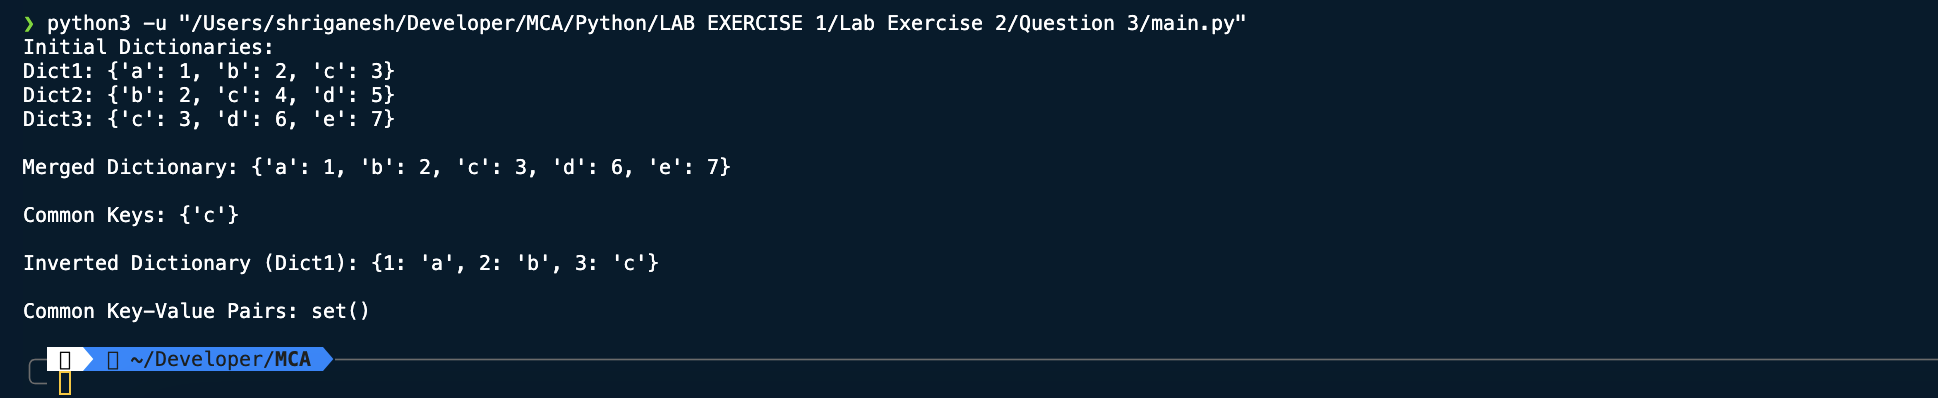 ❯ python3 -u "/Users/shriganesh/Developer/MCA/Python/LAB EXERCISE 1/Lab Exercise 2/Question 3/main.py"
Initial Dictionaries:
Dict1: {'a': 1, 'b': 2, 'c': 3}
Dict2: {'b': 2, 'c': 4, 'd': 5}
Dict3: {'c': 3, 'd': 6, 'e': 7}
Merged Dictionary: {'a': 1, 'b': 2, 'c': 3, 'd': 6, 'e': 7}
Common Keys: {'c'}
Inverted Dictionary (Dict1): {1: 'a', 2: 'b', 3: 'c'}
Common Key-Value Pairs: set()
~/Developer/MCA